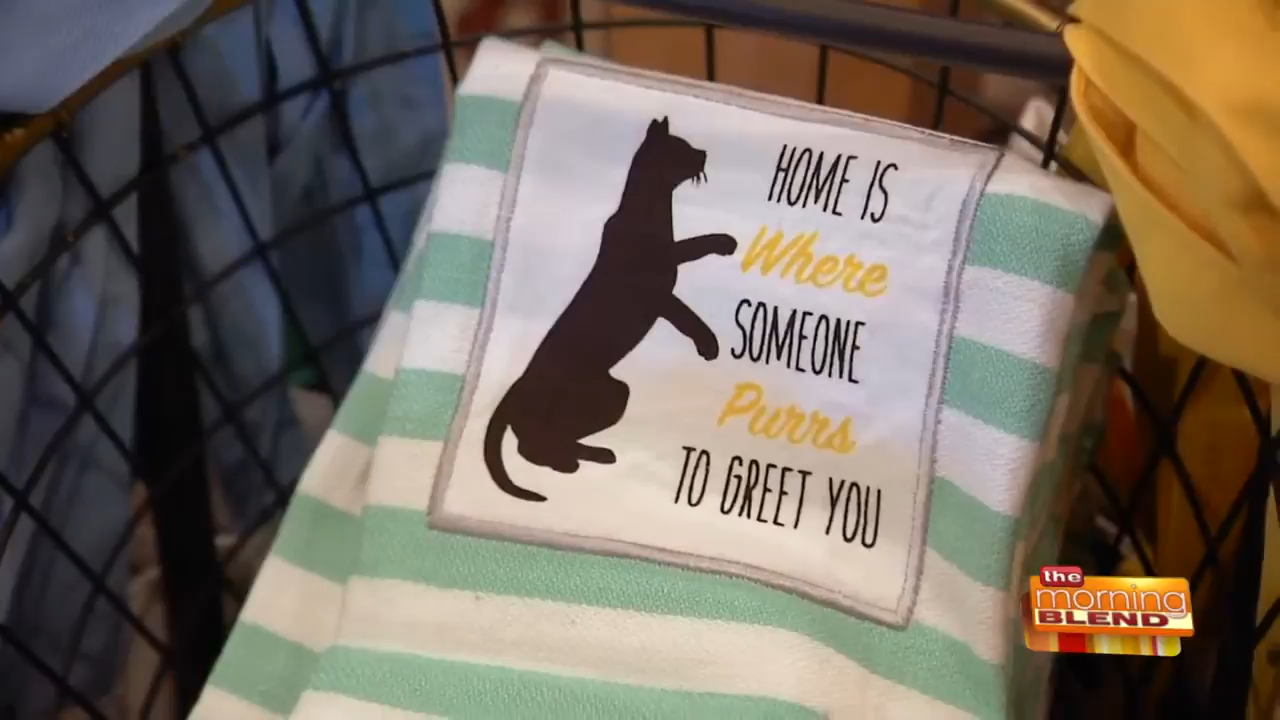 HOME IS
Where
SOMEONE
Purrs
TO GREET YOU
the
morning
BLEND